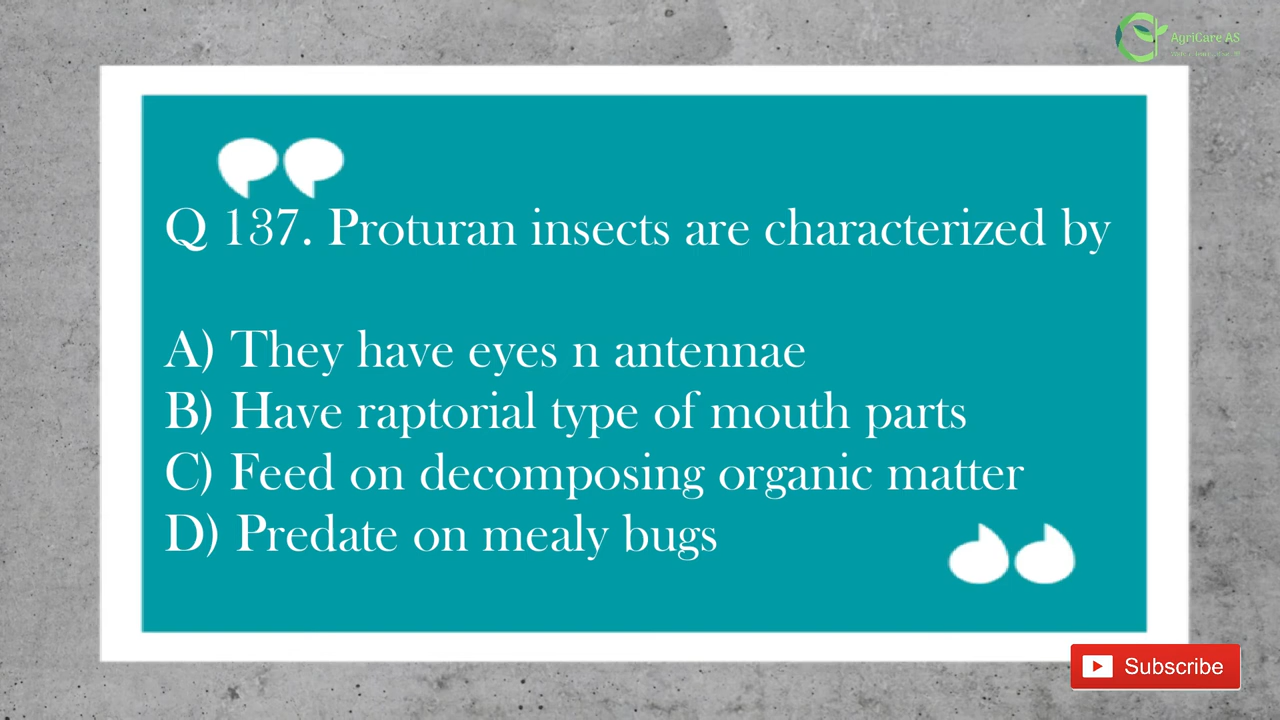 AgriCare AS
Q 137. Proturan insects are characterized by
A) They have eyes n antennae
B) Have raptorial type of mouth parts
C) Feed on decomposing organic matter
D) Predate on mealy bugs
Subscribe